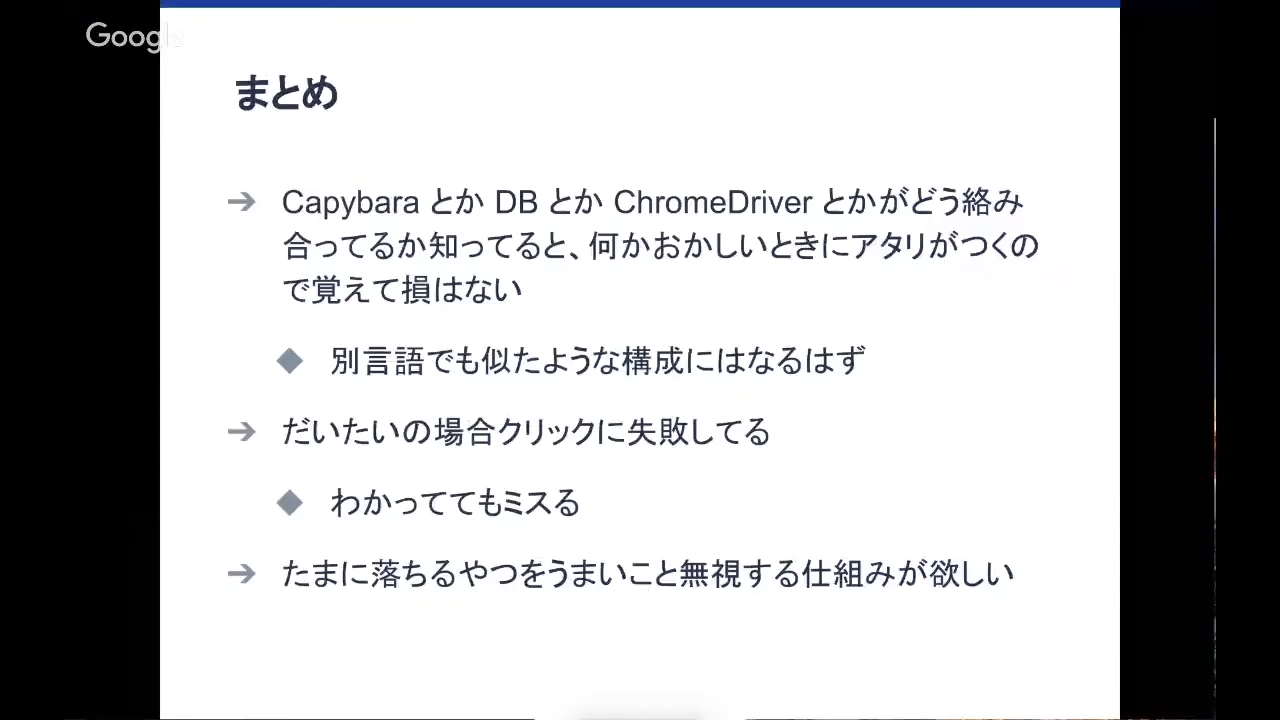 Google
まとめ
Capybara とか DB とか ChromeDriver とかがどう絡み
合ってるか知ってると、何かおかしいときにアタリがつくの
で覚えて損はない
別言語でも似たような構成にはなるはず
だいたいの場合クリックに失敗してる
わかっててもミスる
たまに落ちるやつをうまいこと無視する仕組みが欲しい